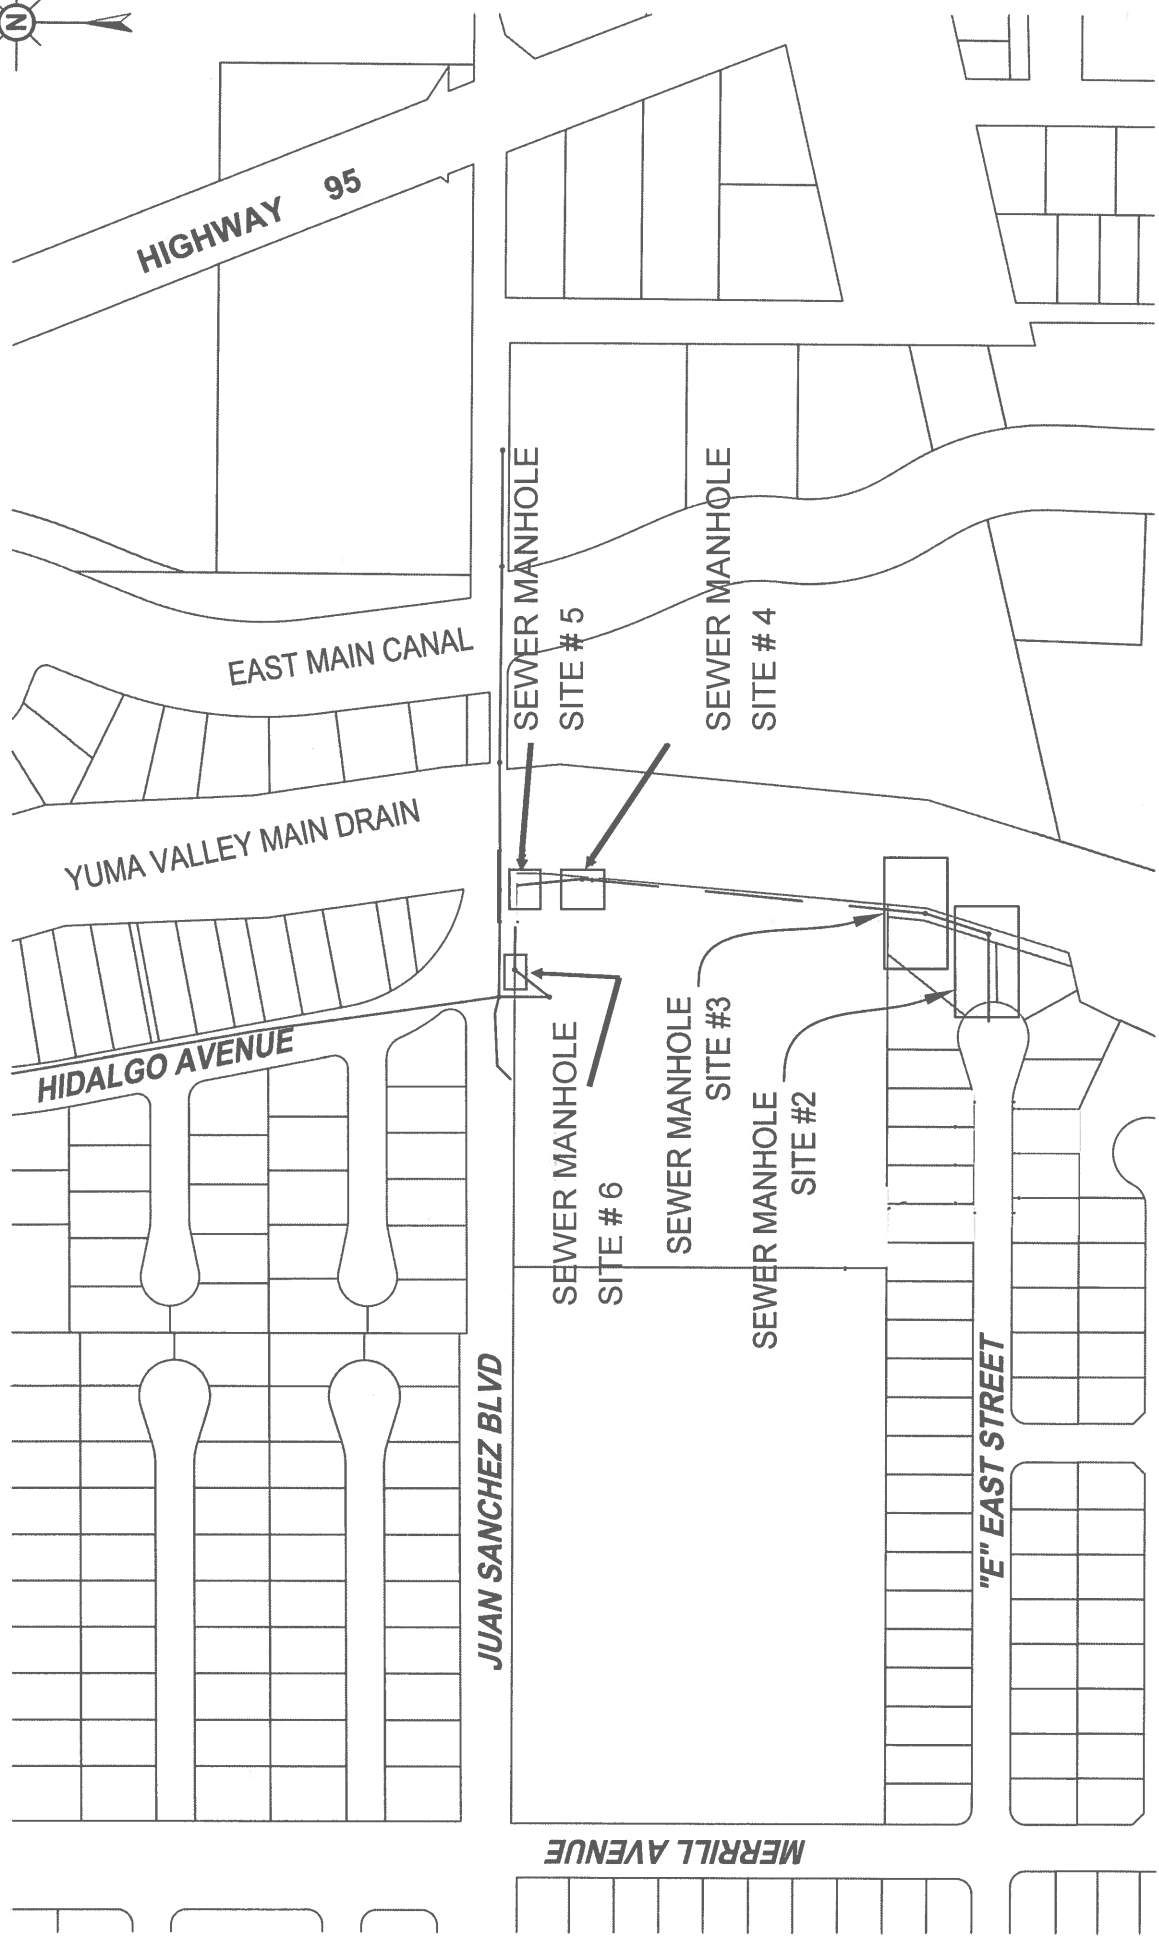 N
HIGHWAY 95
EAST MAIN CANAL
YUMA VALLEY MAIN DRAIN
HIDALGO AVENUE
SEWER MANHOLE
SITE # 5
SEWER MANHOLE
SITE # 4
SEWER MANHOLE
SITE # 6
SEWER MANHOLE
SITE #3
SEWER MANHOLE
SITE #2
JUAN SANCHEZ BLVD
"E" EAST STREET
MERRILL AVENUE